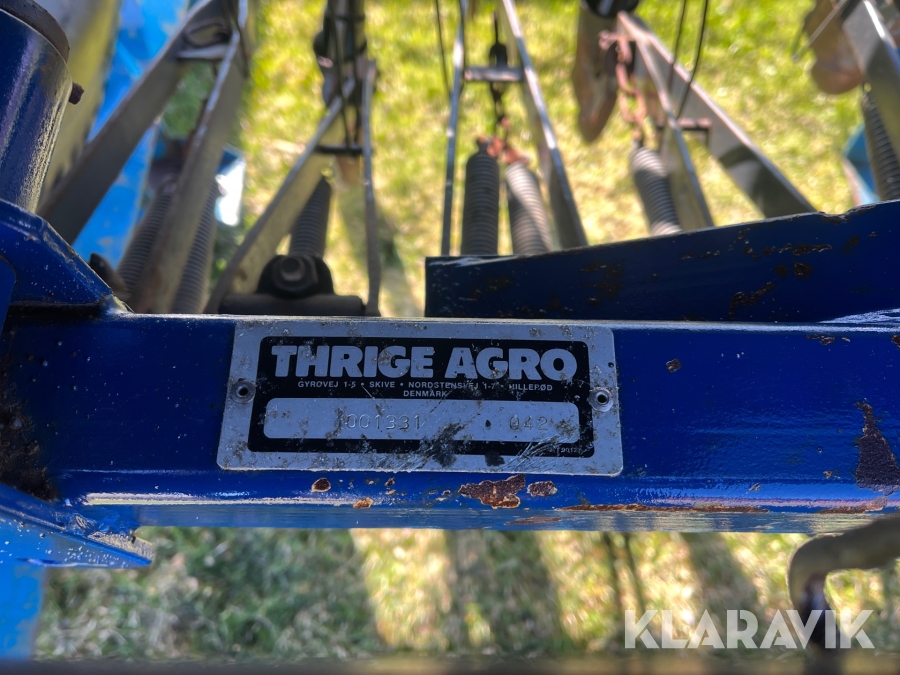 THRIGE AGRO
GYROVEJ 1-5 • SKIVE • NORDSTENSVEJ 1-7 • HILLERØD
DENMARK
001331 042
KLARAVIK